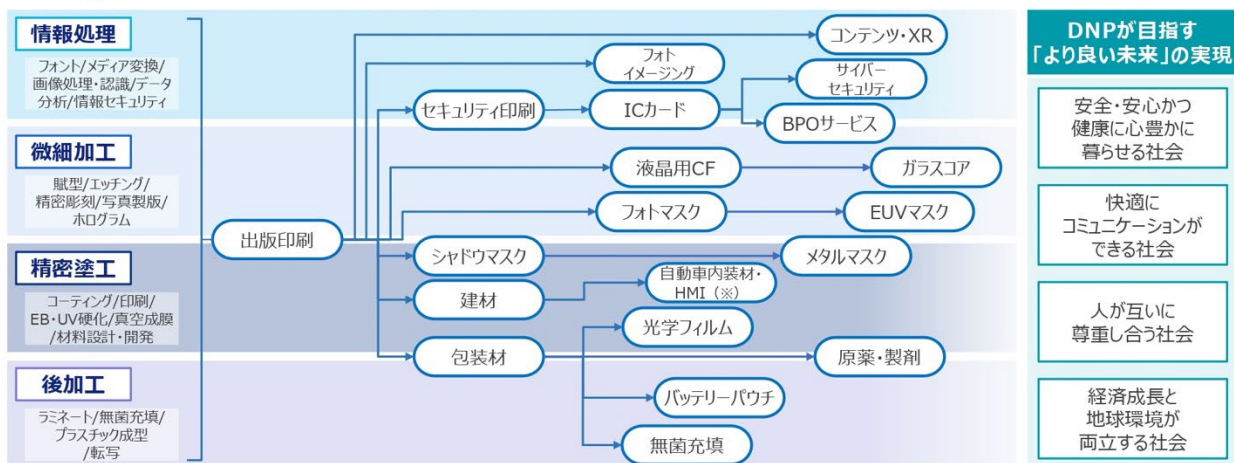 情報処理
フォント/メディア変換/
画像処理・認識/データ
分析/情報セキュリティ
微細加工
賦型/エッチング/
精密彫刻/写真製版/
ホログラム
精密塗工
コーティング/印刷/
EB・UV硬化/真空成膜
/材料設計・開発
後加工
ラミネート/無菌充填/
プラスチック成型
/転写
出版印刷
コンテンツ・XR
フォト
イメージング
セキュリティ印刷
ICカード
サイバー
セキュリティ
BPOサービス
液晶用CF
ガラスコア
フォトマスク
EUVマスク
シャドウマスク
メタルマスク
建材
自動車内装材・
HMI（※）
光学フィルム
包装材
原薬・製剤
バッテリーパウチ
無菌充填
DNPが目指す
「より良い未来」の実現
安全・安心かつ
健康に心豊かに
暮らせる社会
快適に
コミュニケーションが
できる社会
人が互いに
尊重し合う社会
経済成長と
地球環境が
両立する社会